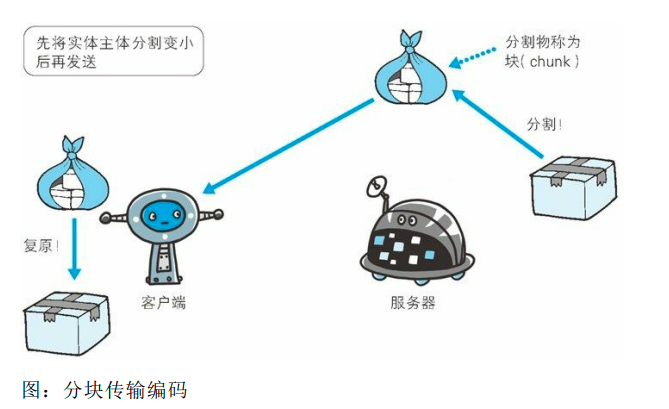 先将实体主体分割变小
后再发送
分割物称为
块(chunk)
分割!
复原!
客户端
服务器
图：分块传输编码